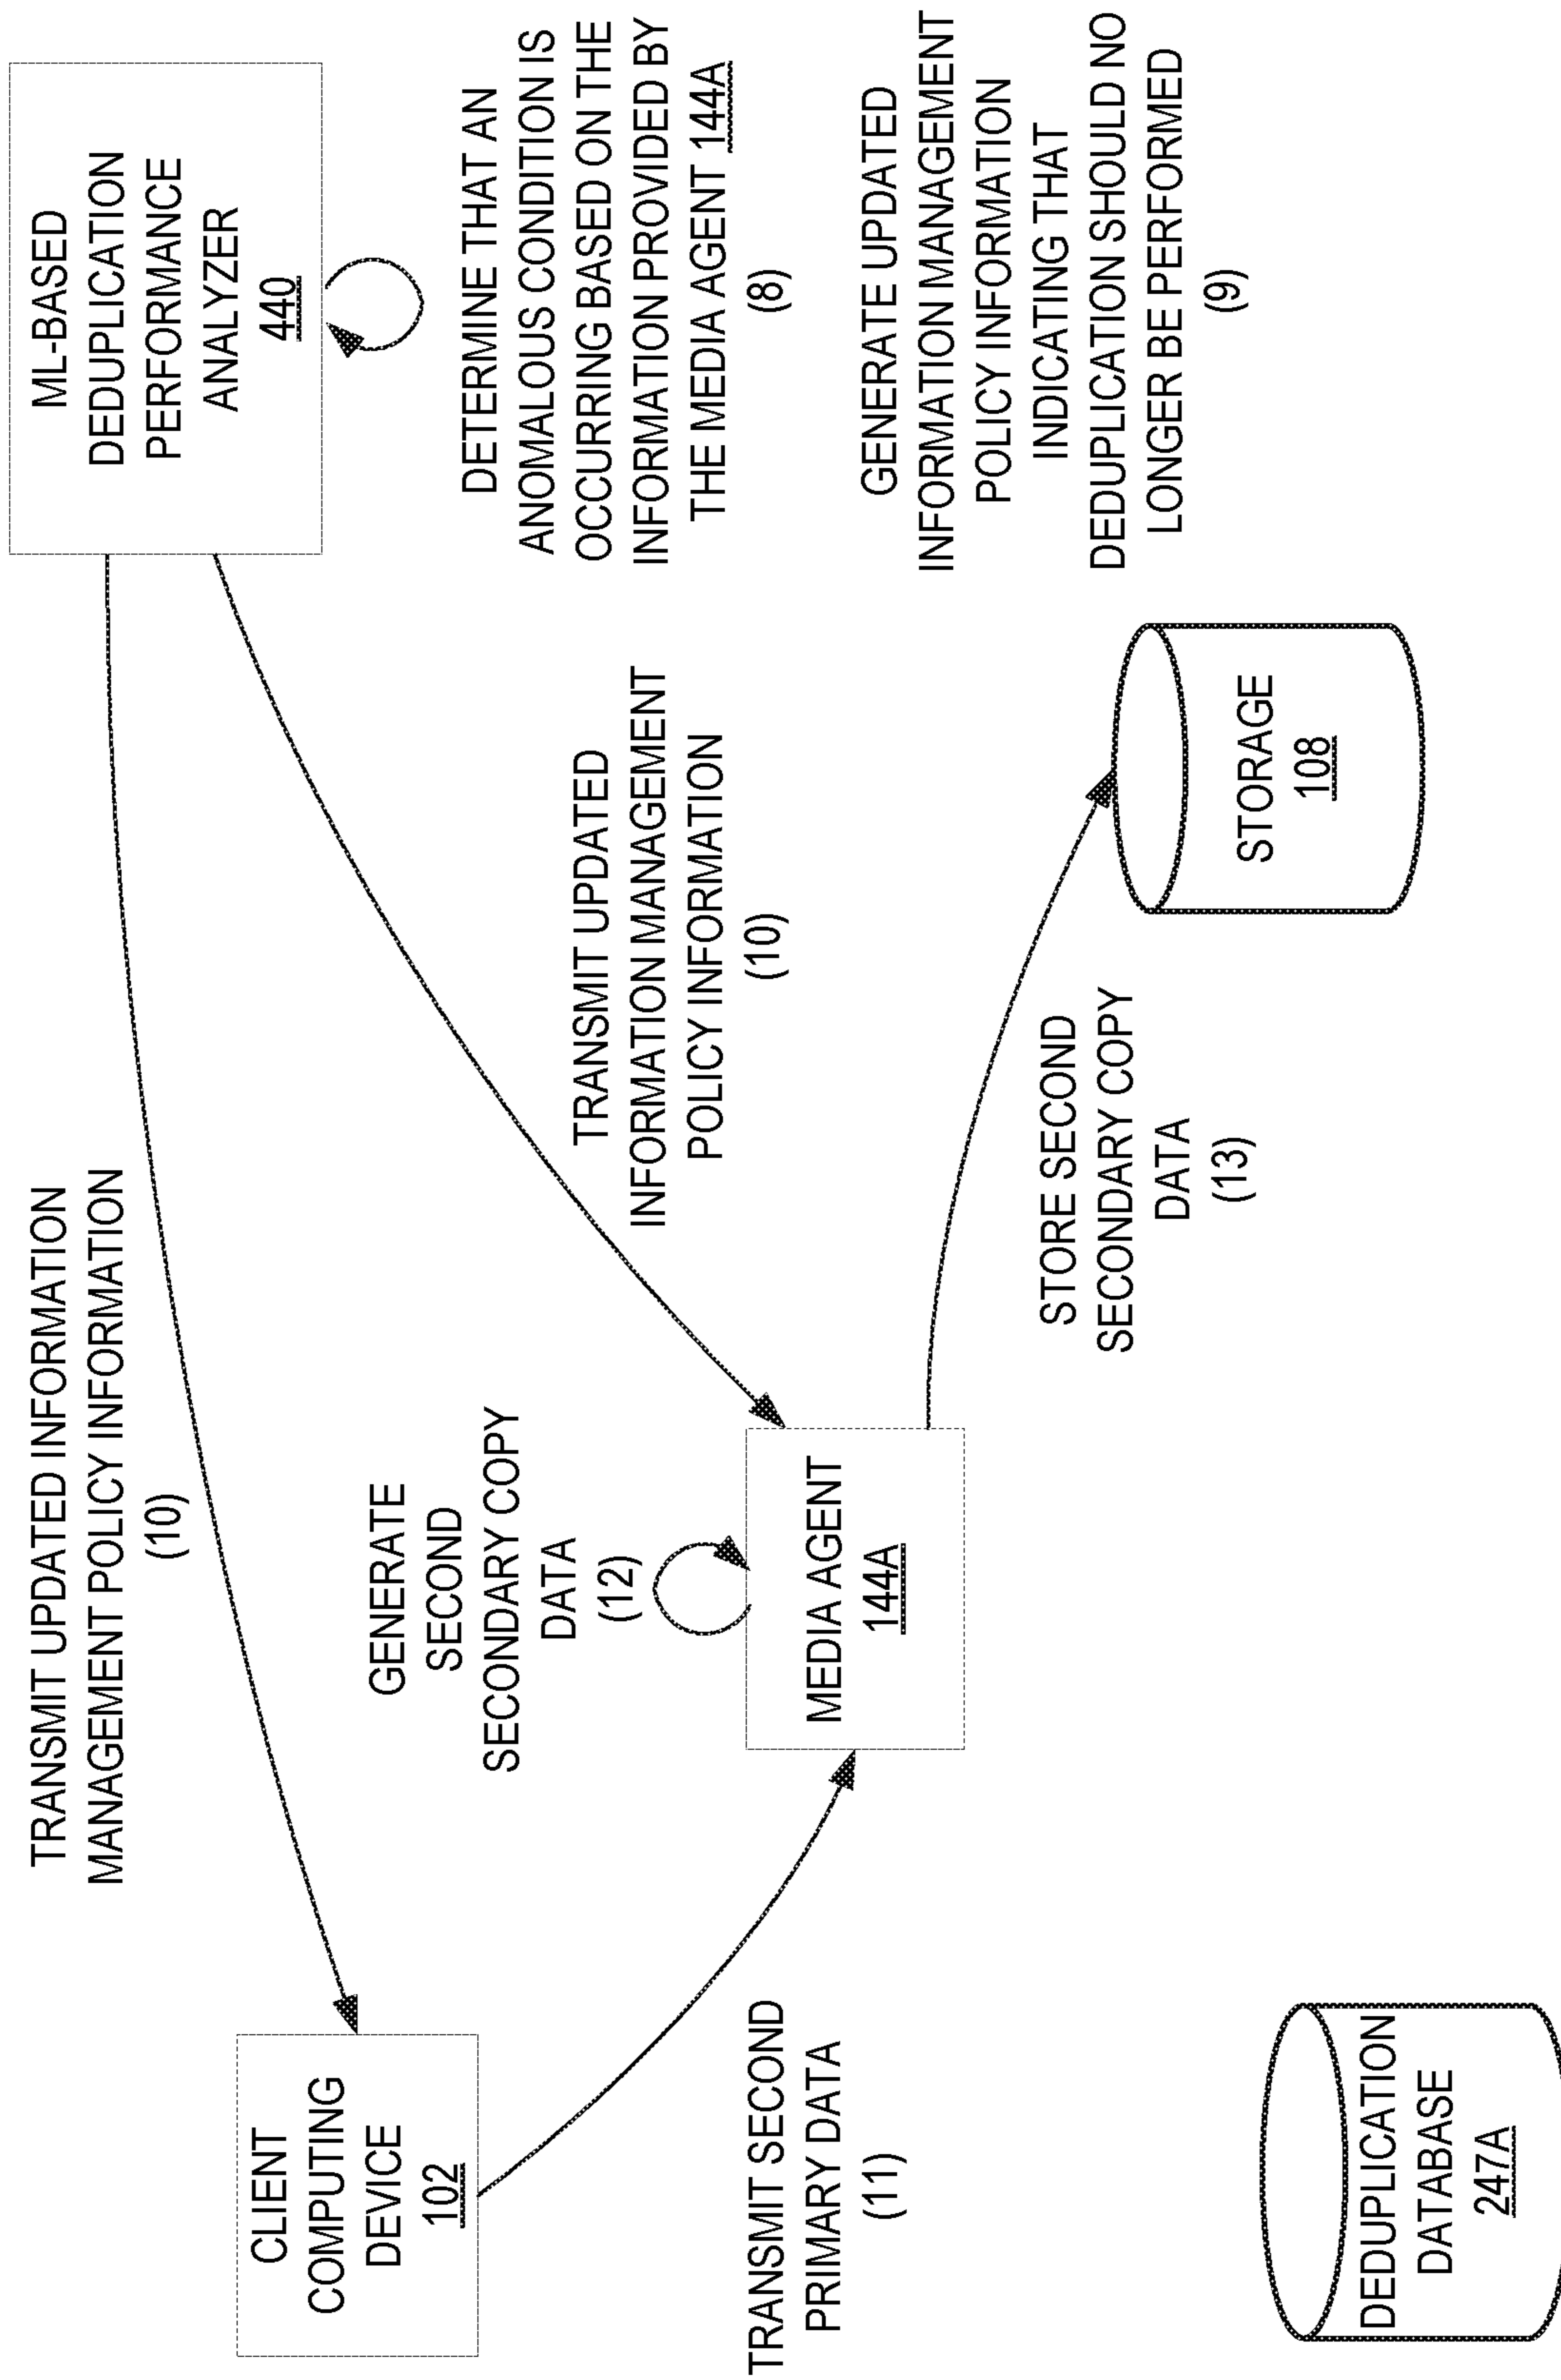 TRANSMIT UPDATED INFORMATION
MANAGEMENT POLICY INFORMATION
(10)
ML-BASED
DEDUPLICATION
PERFORMANCE
ANALYZER
440
CLIENT
COMPUTING
DEVICE
102
GENERATE
SECOND
SECONDARY COPY
DATA
(12)
TRANSMIT UPDATED
INFORMATION MANAGEMENT
POLICY INFORMATION
(10)
DETERMINE THAT AN
ANOMALOUS CONDITION IS
OCCURRING BASED ON THE
INFORMATION PROVIDED BY
THE MEDIA AGENT 144A
(8)
TRANSMIT SECOND
PRIMARY DATA
(11)
MEDIA AGENT
144A
GENERATE UPDATED
INFORMATION MANAGEMENT
POLICY INFORMATION
INDICATING THAT
DEDUPLICATION SHOULD NO
LONGER BE PERFORMED
(9)
STORE SECOND
SECONDARY COPY
DATA
(13)
STORAGE
108
DEDUPLICATION
DATABASE
247A